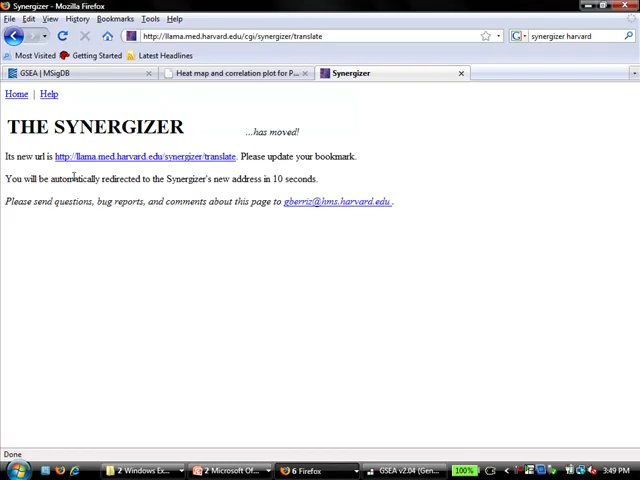 Synergizer - Mozilla Firefox
File Edit View History Bookmarks Tools Help
http://llama.med.harvard.edu/cgi/synergizer/translate
synergizer harvard
Most Visited Getting Started Latest Headlines
GSEA | MSigDB
Heat map and correlation plot for P...
Synergizer
Home | Help
THE SYNERGIZER ...has moved!
Its new url is http://llama.med.harvard.edu/synergizer/translate. Please update your bookmark.
You will be automatically redirected to the Synergizer's new address in 10 seconds.
Please send questions, bug reports, and comments about this page to gberriz@hms.harvard.edu .
Done
2 Windows Ex...
2 Microsoft Of...
6 Firefox
GSEA v2.04 (Gen...
100%
3:49 PM